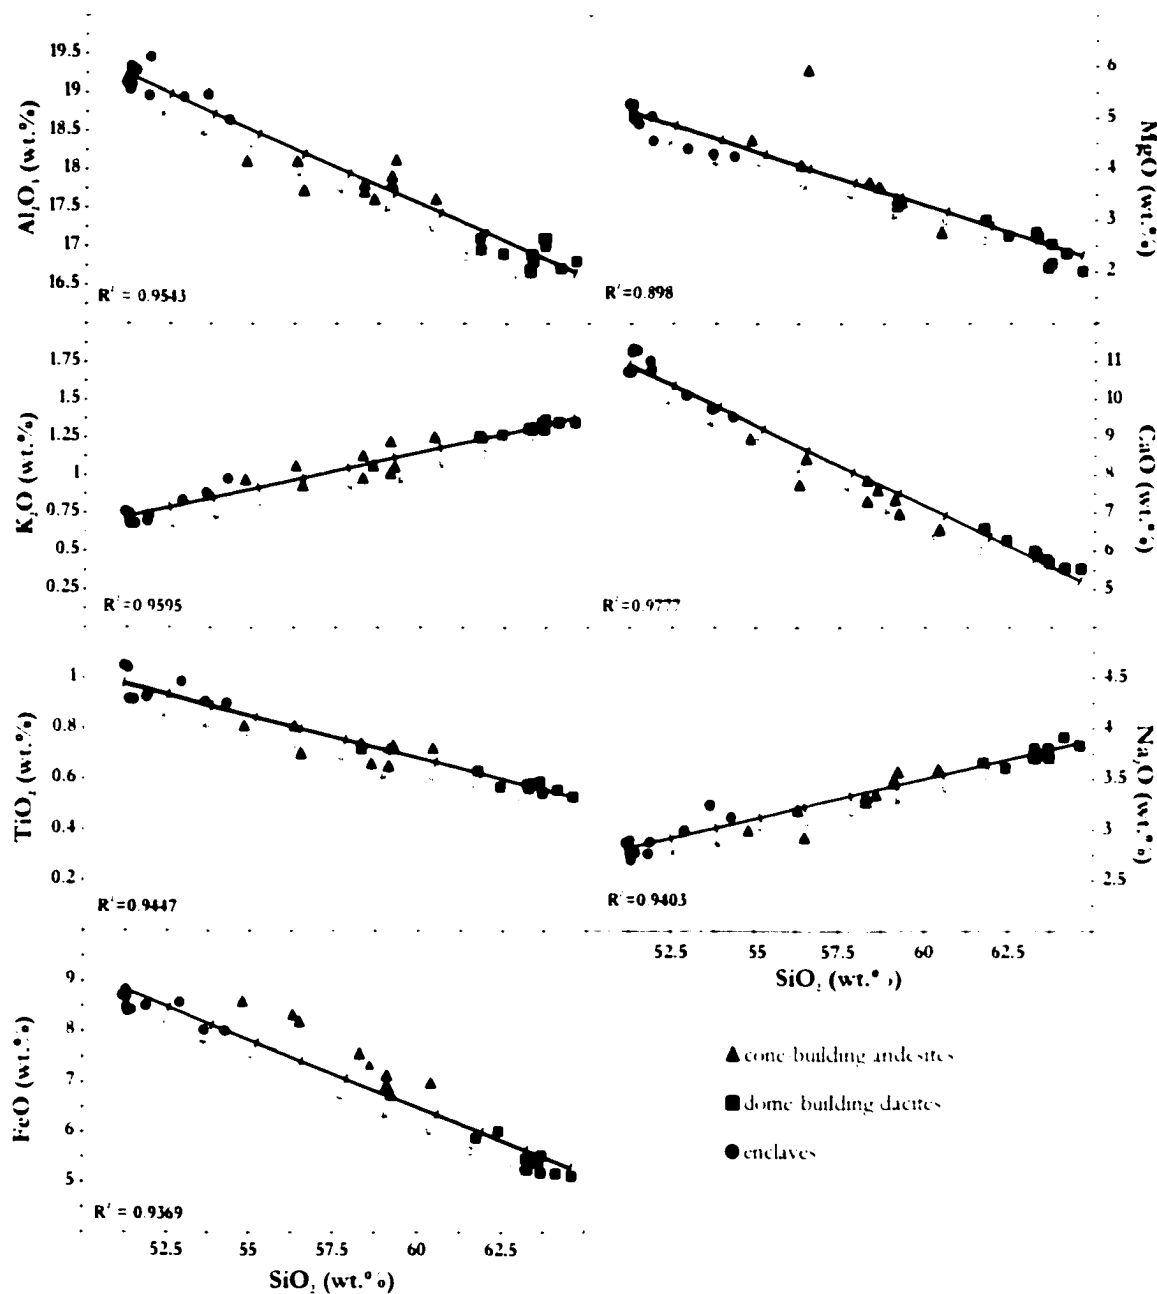 Al₂O₃ (wt.%)
19.5
19
18.5
18
17.5
17
16.5
R² = 0.9543
MgO (wt.%)
6
5
4
3
2
R²=0.898
K₂O (wt.%)
1.75
1.5
1.25
1
0.75
0.5
0.25
R²=0.9595
CaO (wt.%)
11
10
9
8
7
6
5
R²=0.9777
TiO₂ (wt.%)
1
0.8
0.6
0.4
0.2
R²=0.9447
Na₂O (wt.%)
4.5
4
3.5
3
2.5
R²=0.9403
52.5 55 57.5 60 62.5
SiO₂ (wt.%)
FeO (wt.%)
9
8
7
6
5
R² = 0.9369
52.5 55 57.5 60 62.5
SiO₂ (wt.%)
cone-building andesites
dome-building dacites
enclaves